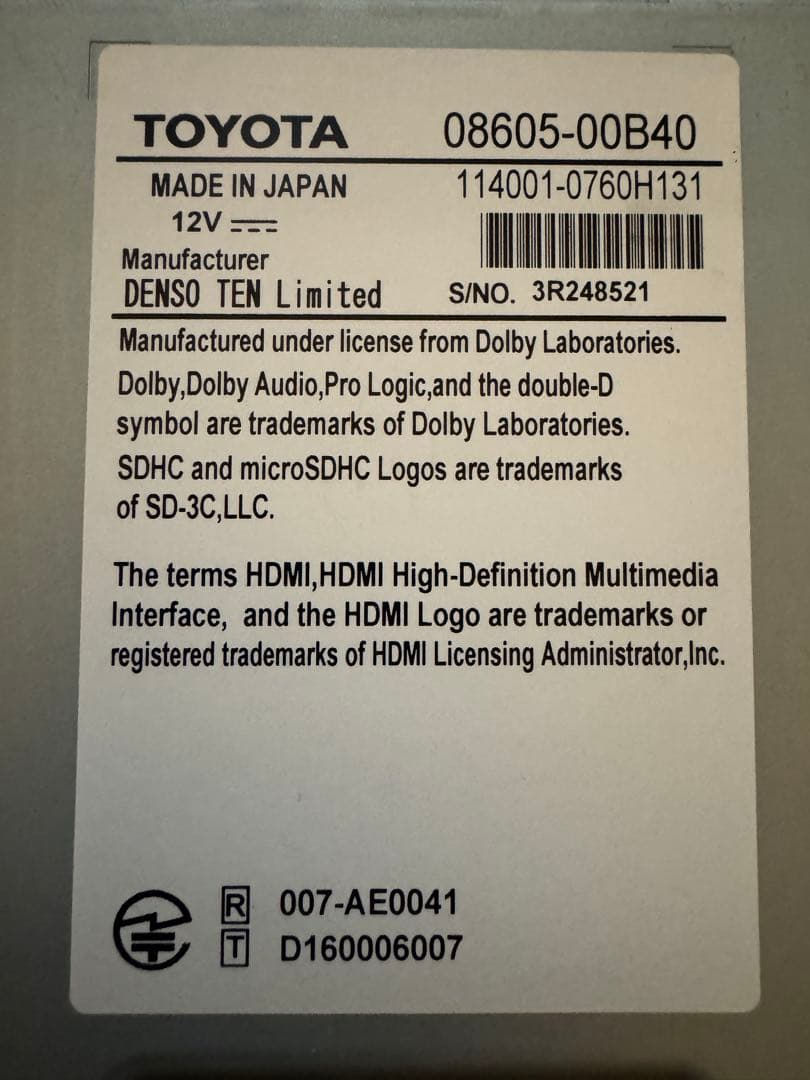 TOYOTA 08605-00B40
MADE IN JAPAN 114001-0760H131
12V
Manufacturer
DENSO TEN Limited S/NO. 3R248521
Manufactured under license from Dolby Laboratories.
Dolby,Dolby Audio,Pro Logic,and the double-D
symbol are trademarks of Dolby Laboratories.
SDHC and microSDHC Logos are trademarks
of SD-3C,LLC.
The terms HDMI,HDMI High-Definition Multimedia
Interface, and the HDMI Logo are trademarks or
registered trademarks of HDMI Licensing Administrator,Inc.
R 007-AE0041
T D160006007